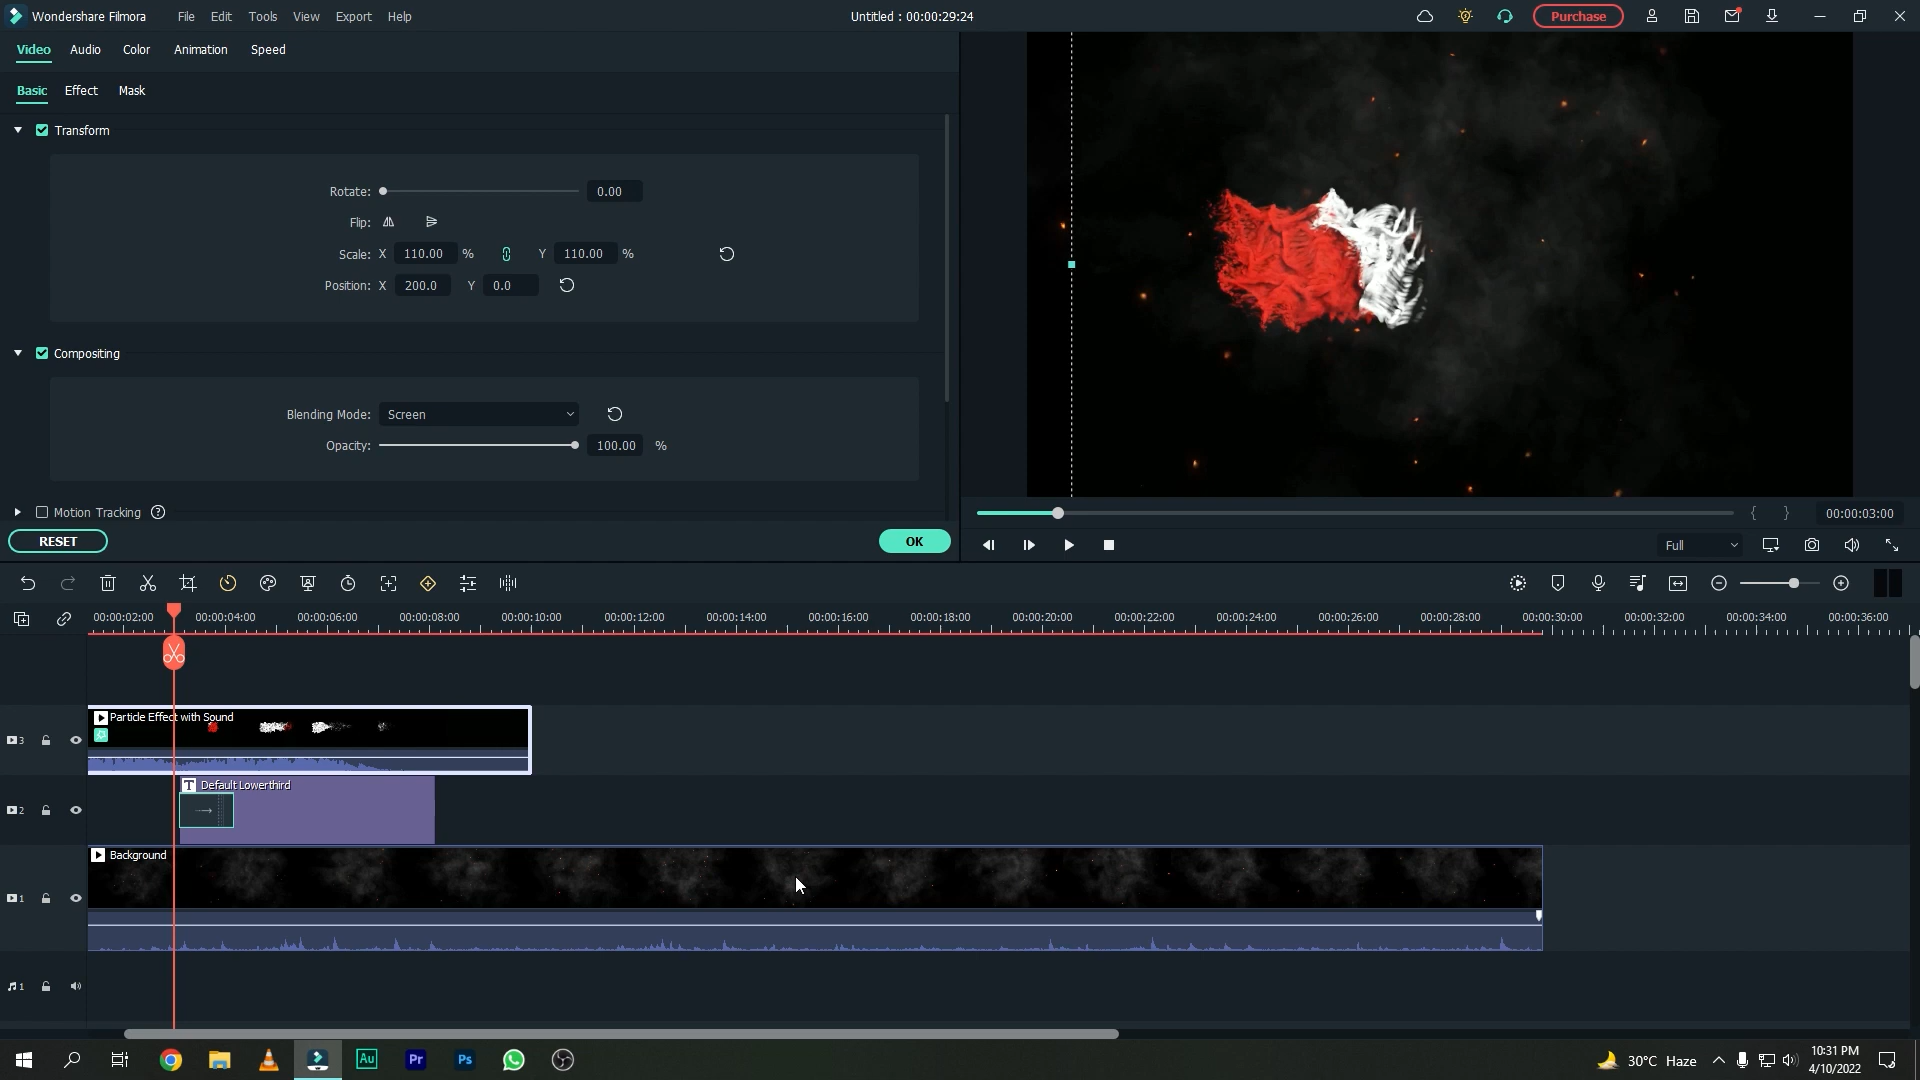 Wondershare Filmora File Edit Tools View Export Help Untitled : 00:00:29:24 Purchase
Video Audio Color Animation Speed
Basic Effect Mask
Transform
Rotate: 0.00
Flip:
Scale: X 110.00 % Y 110.00 %
Position: X 200.0 Y 0.0
Compositing
Blending Mode: Screen
Opacity: 100.00 %
Motion Tracking ?
{ } 00:00:03:00
RESET OK
Full
00:00:02:00 00:00:04:00 00:00:06:00 00:00:08:00 00:00:10:00 00:00:12:00 00:00:14:00 00:00:16:00 00:00:18:00 00:00:20:00 00:00:22:00 00:00:24:00 00:00:26:00 00:00:28:00 00:00:30:00 00:00:32:00 00:00:34:00 00:00:36:00
Particle Effect with Sound
3
T Default Lowerthird
2
Background
1
1
Au Pr Ps 30°C Haze 10:31 PM
4/10/2022